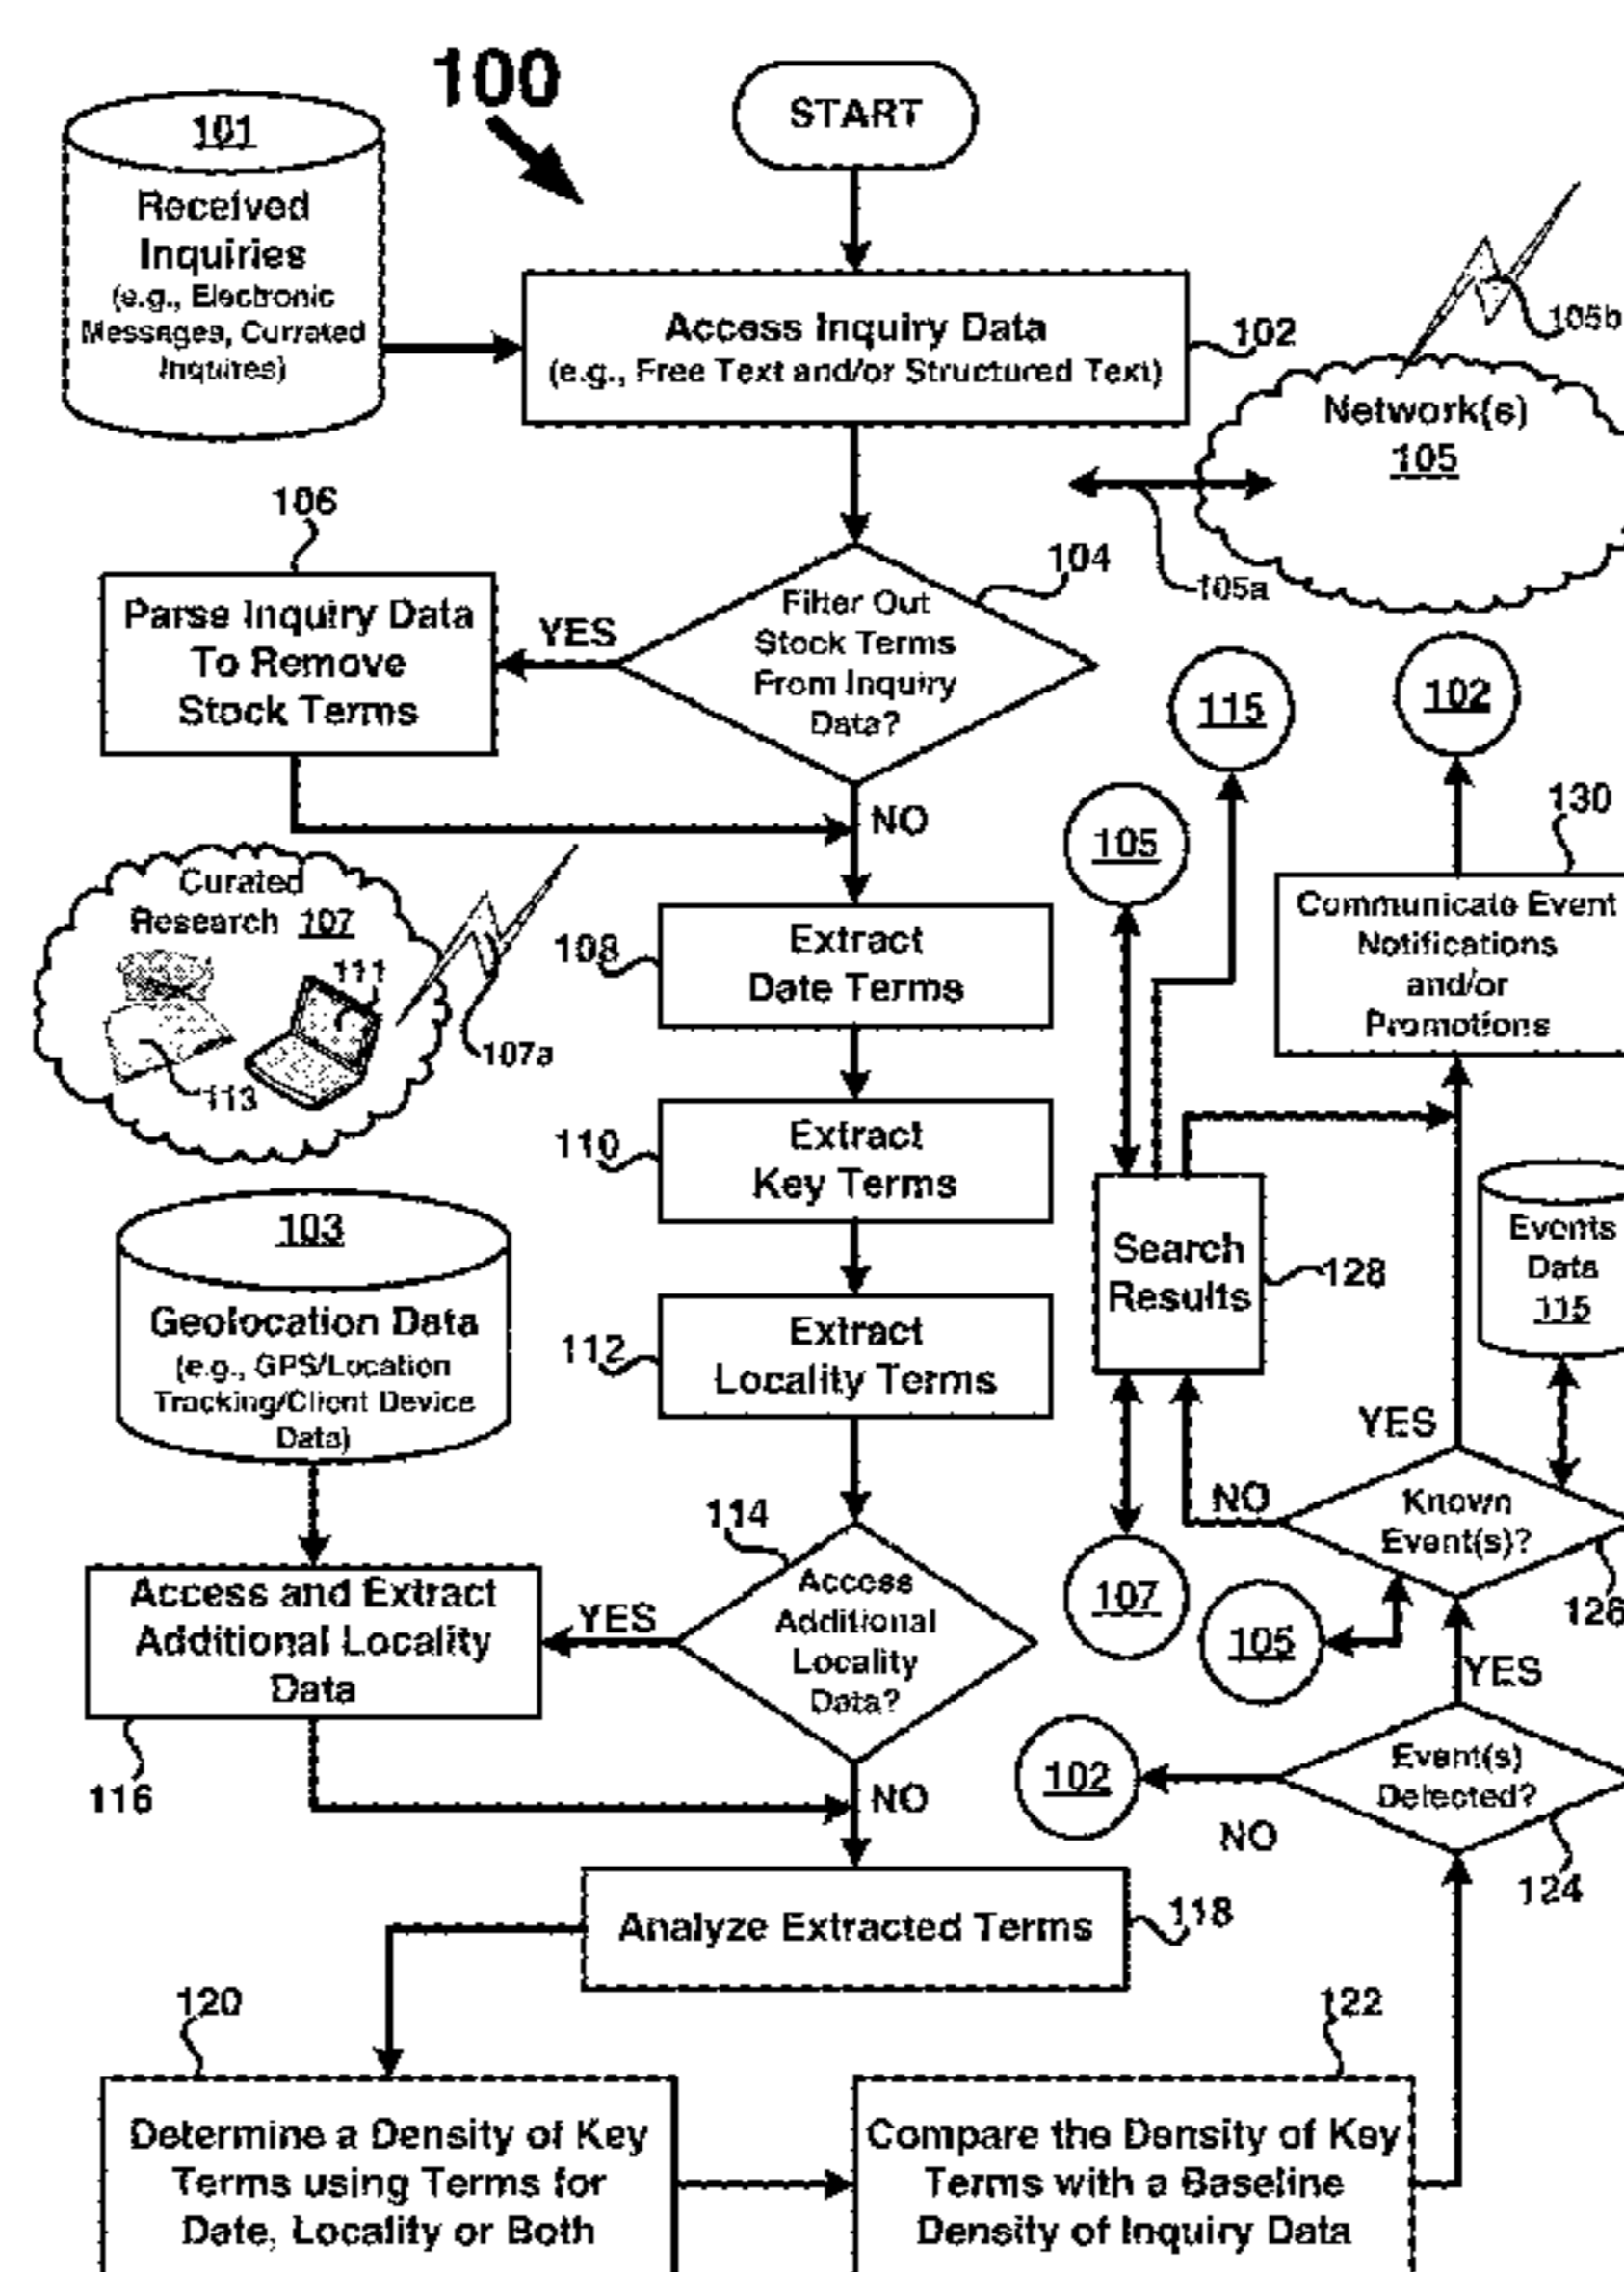 100
START
101
Received
Inquiries
(e.g., Electronic
Messages, Currated
Inquires)
Access Inquiry Data
(e.g., Free Text and/or Structured Text)
102
105b
Network(s)
105
105a
106
Parse Inquiry Data
To Remove
Stock Terms
YES
104
Filter Out
Stock Terms
From Inquiry
Data?
NO
115
102
105
130
Communicate Event
Notifications
and/or
Promotions
Curated
Research 107
111
113
107a
108
Extract
Date Terms
110
Extract
Key Terms
112
Extract
Locality Terms
103
Geolocation Data
(e.g., GPS/Location
Tracking/Client Device
Data)
Search
Results
128
Events
Data
115
YES
NO
Known
Event(s)?
126
107
105
YES
114
Access
Additional
Locality
Data?
YES
Access and Extract
Additional Locality
Data
116
NO
102
Event(s)
Detected?
NO
124
Analyze Extracted Terms
118
120
Determine a Density of Key
Terms using Terms for
Date, Locality or Both
122
Compare the Density of Key
Terms with a Baseline
Density of Inquiry Data